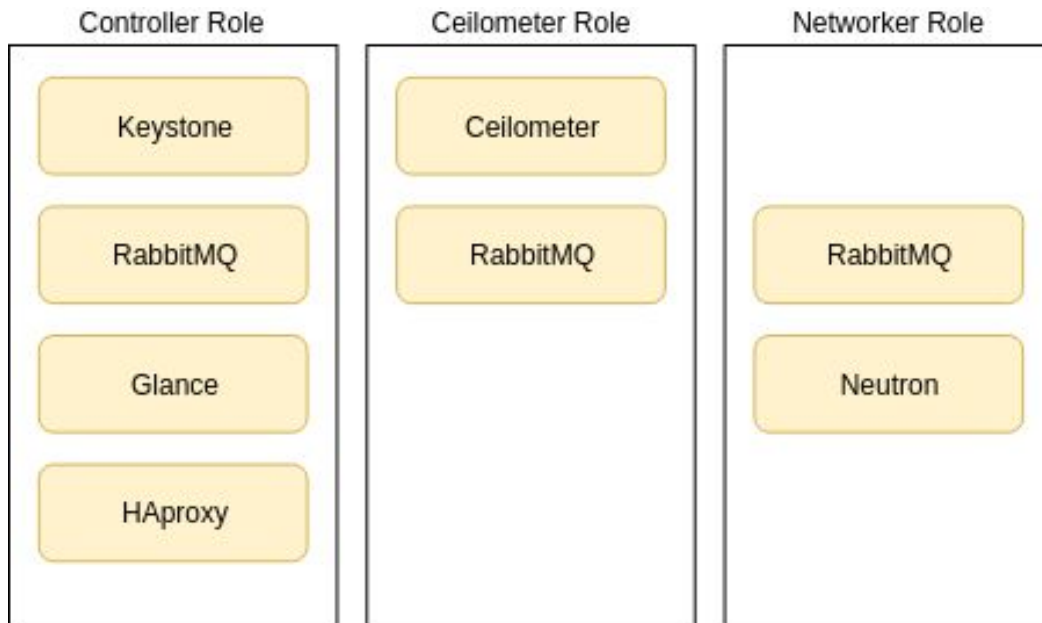 Controller Role
Keystone
RabbitMQ
Glance
HAproxy
Ceilometer Role
Ceilometer
RabbitMQ
Networker Role
RabbitMQ
Neutron